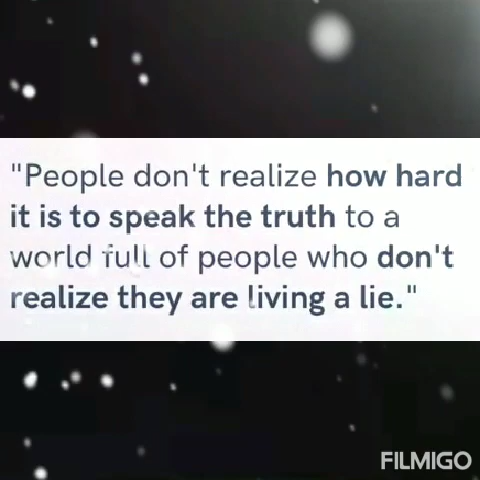 "People don't realize how hard
it is to speak the truth to a
world full of people who don't
realize they are living a lie."
FILMIGO